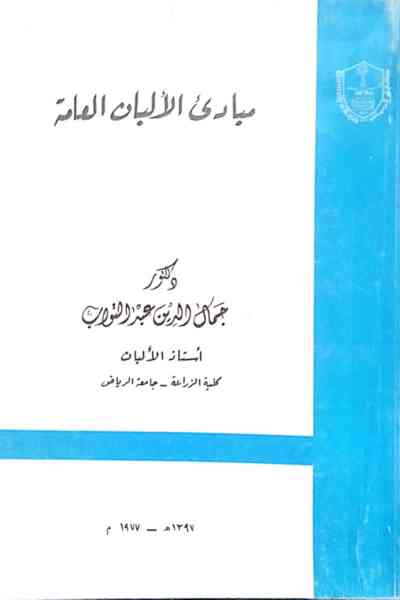 مبادئ الألبان العامة
دكتور
جمال الدين عبد التواب
أستاذ الألبان
كلية الزراعة - جامعة الرياض
١٣٩٧هـ - ١٩٧٧ م